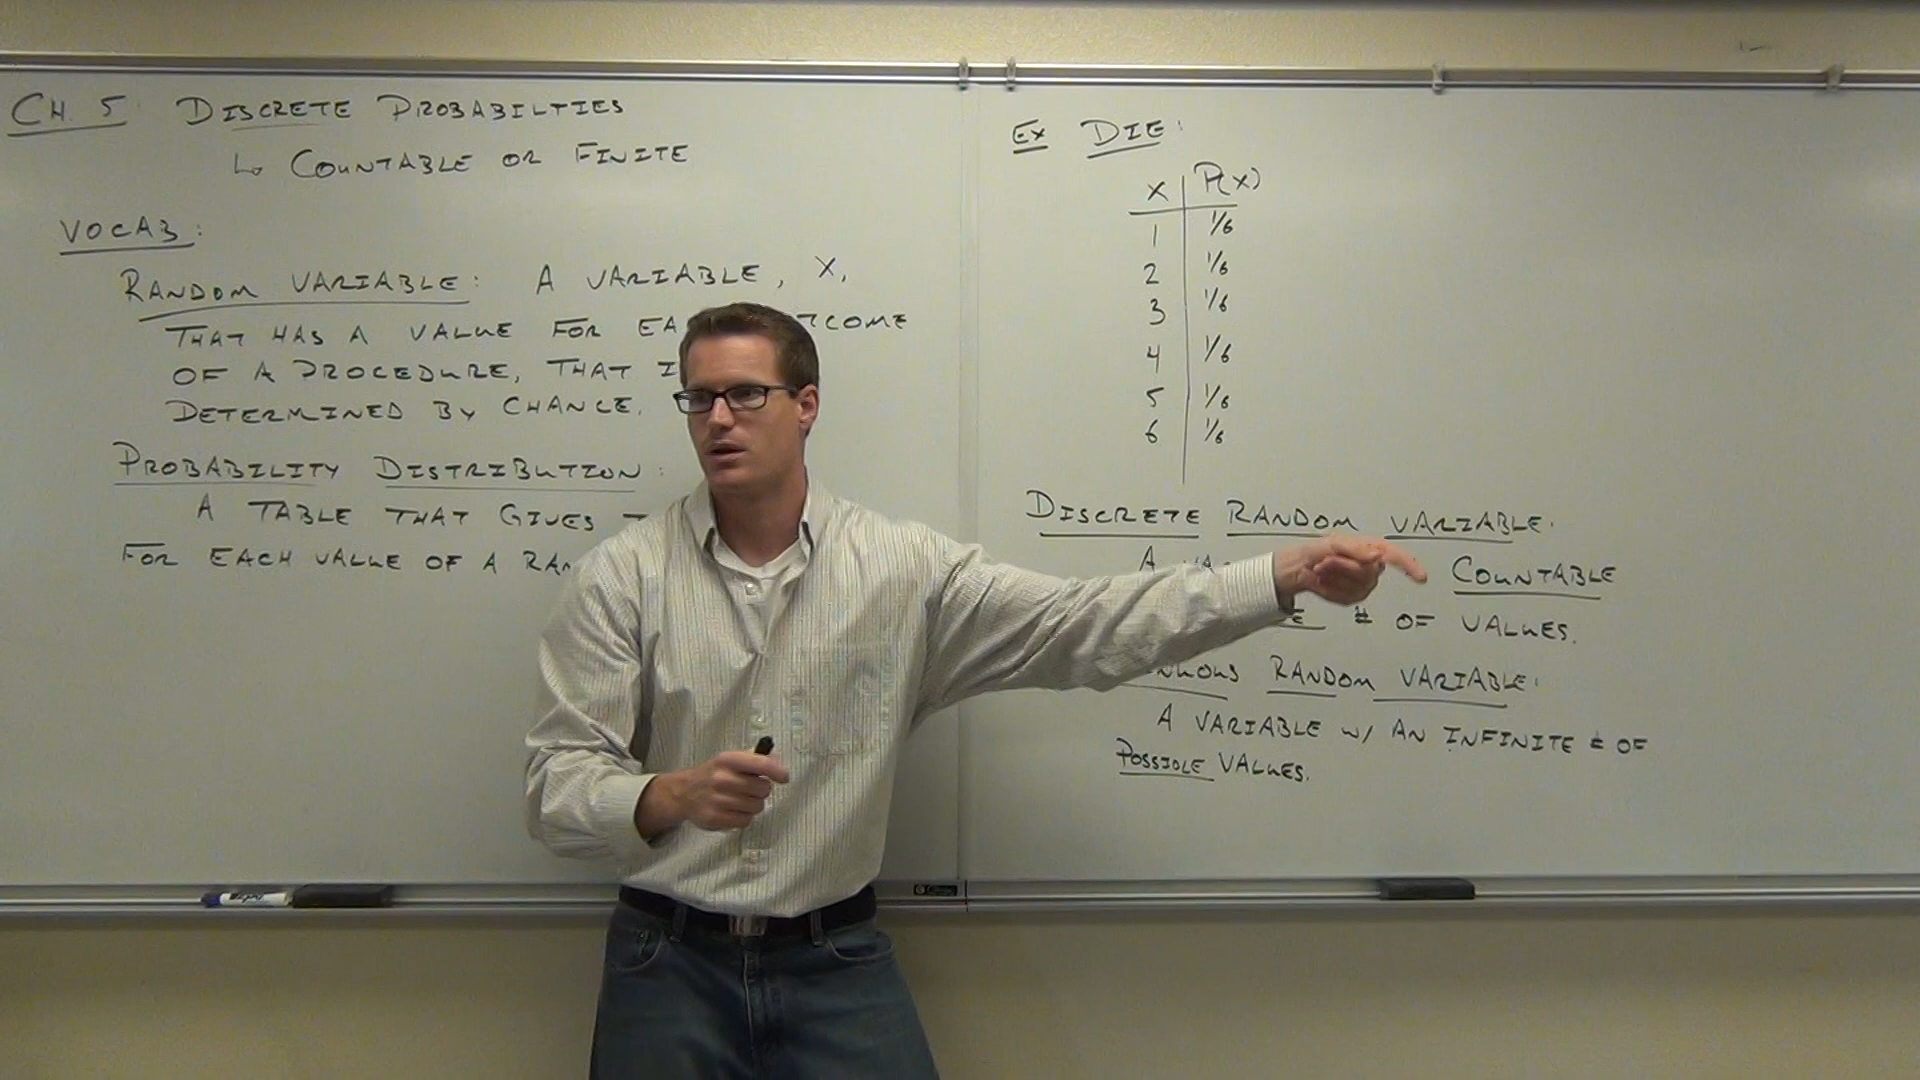 CH. 5 DISCRETE PROBABILTIES
↳ COUNTABLE OR FINITE
VOCAB:
RANDOM VARIABLE: A VARIABLE, X,
THAT HAS A VALUE FOR
OF A PROCEDURE, THAT
DETERMINED BY CHANCE.
PROBABILITY DISTRIBUTION:
A TABLE THAT GIVES
FOR EACH VALUE OF A
EX DIE:
X P(X)
1 1/6
2 1/6
3 1/6
4 1/6
5 1/6
6 1/6
DISCRETE RANDOM VARIABLE:
A COUNTABLE
# OF VALUES.
RANDOM VARIABLE:
A VARIABLE W/ AN INFINITE # OF
POSSIBLE VALUES.